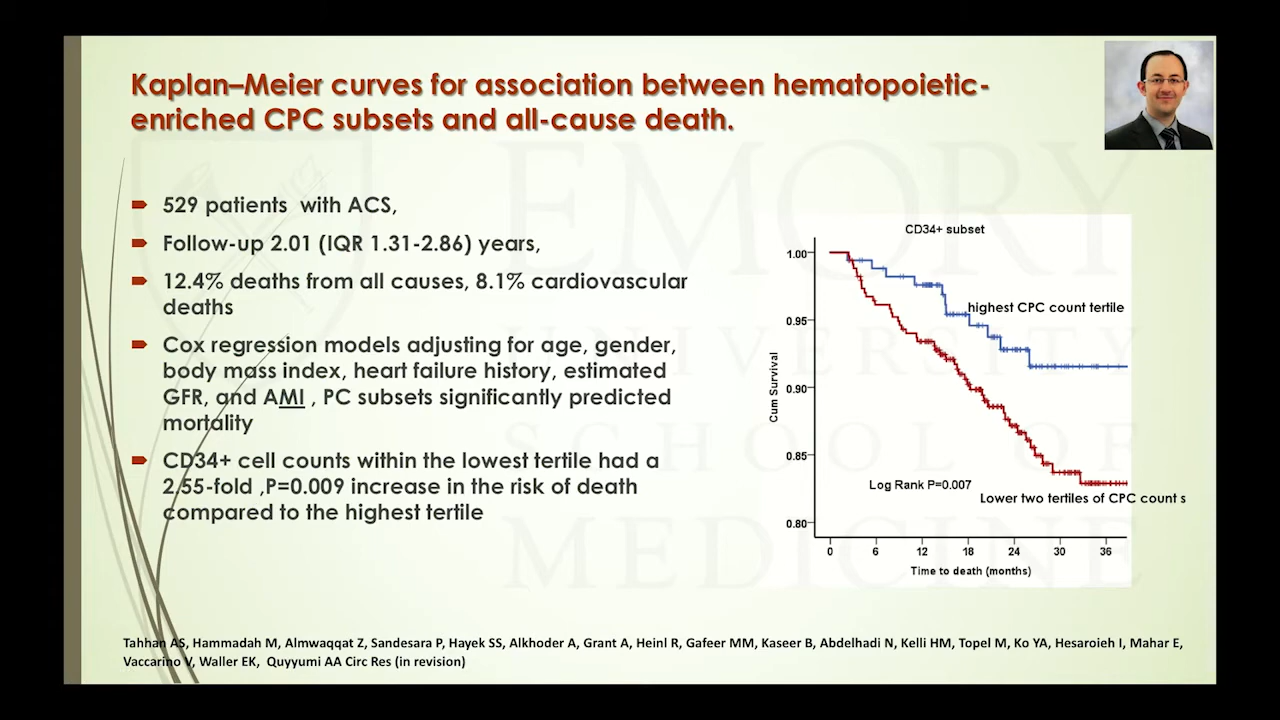 Kaplan–Meier curves for association between hematopoietic-
enriched CPC subsets and all-cause death.
529 patients with ACS,
Follow-up 2.01 (IQR 1.31-2.86) years,
12.4% deaths from all causes, 8.1% cardiovascular
deaths
Cox regression models adjusting for age, gender,
body mass index, heart failure history, estimated
GFR, and AMI , PC subsets significantly predicted
mortality
CD34+ cell counts within the lowest tertile had a
2.55-fold ,P=0.009 increase in the risk of death
compared to the highest tertile
CD34+ subset
1.00
highest CPC count tertile
0.95
0.90
Cum Survival
0.85
Log Rank P=0.007
Lower two tertiles of CPC count s
0.80
0 6 12 18 24 30 36
Time to death (months)
EMORY
UNIVERSITY
SCHOOL OF
MEDICINE
Tahhan AS, Hammadah M, Almwaqqat Z, Sandesara P, Hayek SS, Alkhoder A, Grant A, Heinl R, Gafeer MM, Kaseer B, Abdelhadi N, Kelli HM, Topel M, Ko YA, Hesaroieh I, Mahar E,
Vaccarino V, Waller EK, Quyyumi AA Circ Res (in revision)